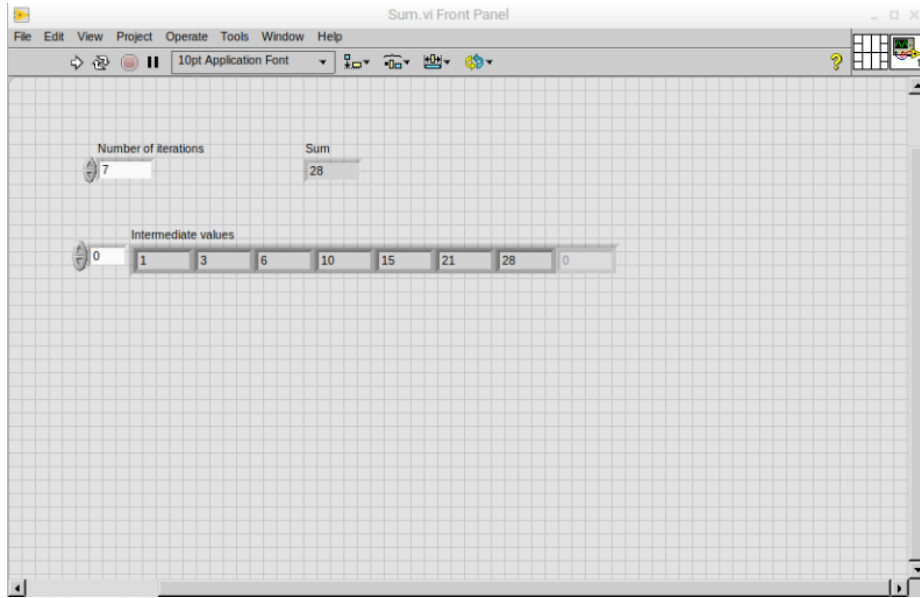 Sum.vi Front Panel
File Edit View Project Operate Tools Window Help
10pt Application Font
?
Number of iterations Sum
7 28
Intermediate values
0 1 3 6 10 15 21 28 0